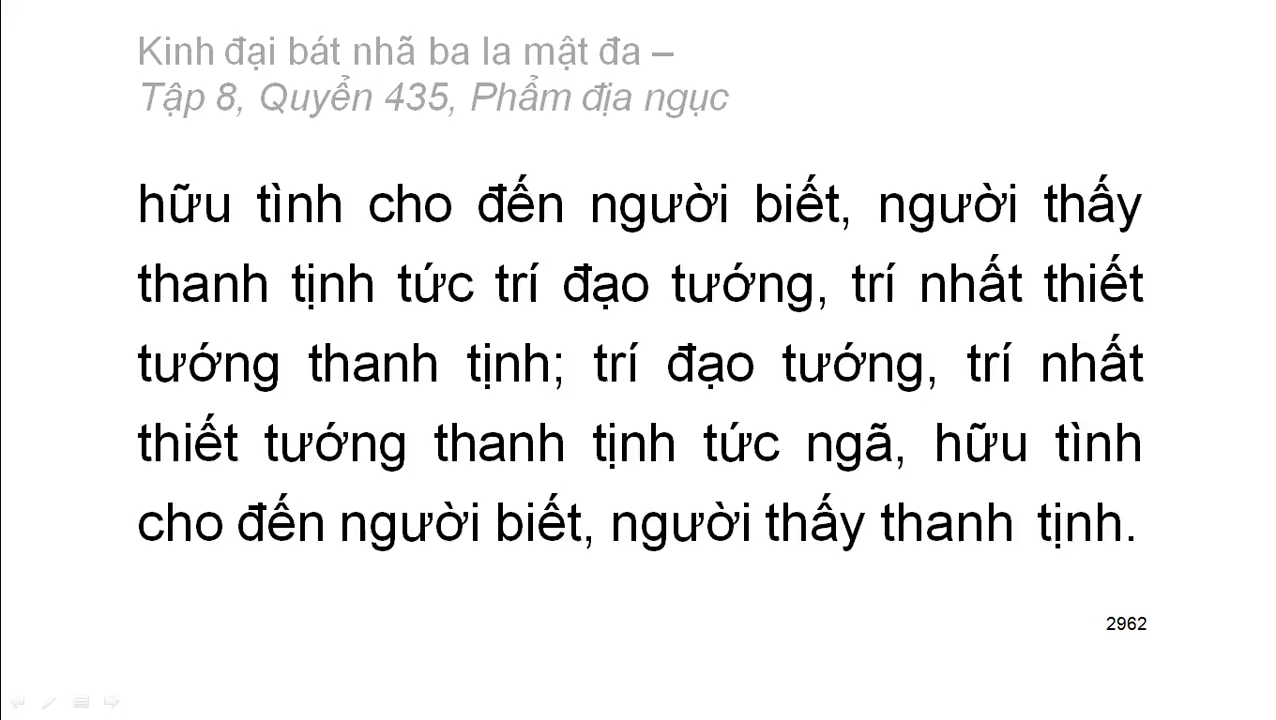 Kinh đại bát nhã ba la mật đa –
Tập 8, Quyển 435, Phẩm địa ngục
hữu tình cho đến người biết, người thấy
thanh tịnh tức trí đạo tướng, trí nhất thiết
tướng thanh tịnh; trí đạo tướng, trí nhất
thiết tướng thanh tịnh tức ngã, hữu tình
cho đến người biết, người thấy thanh tịnh.
2962